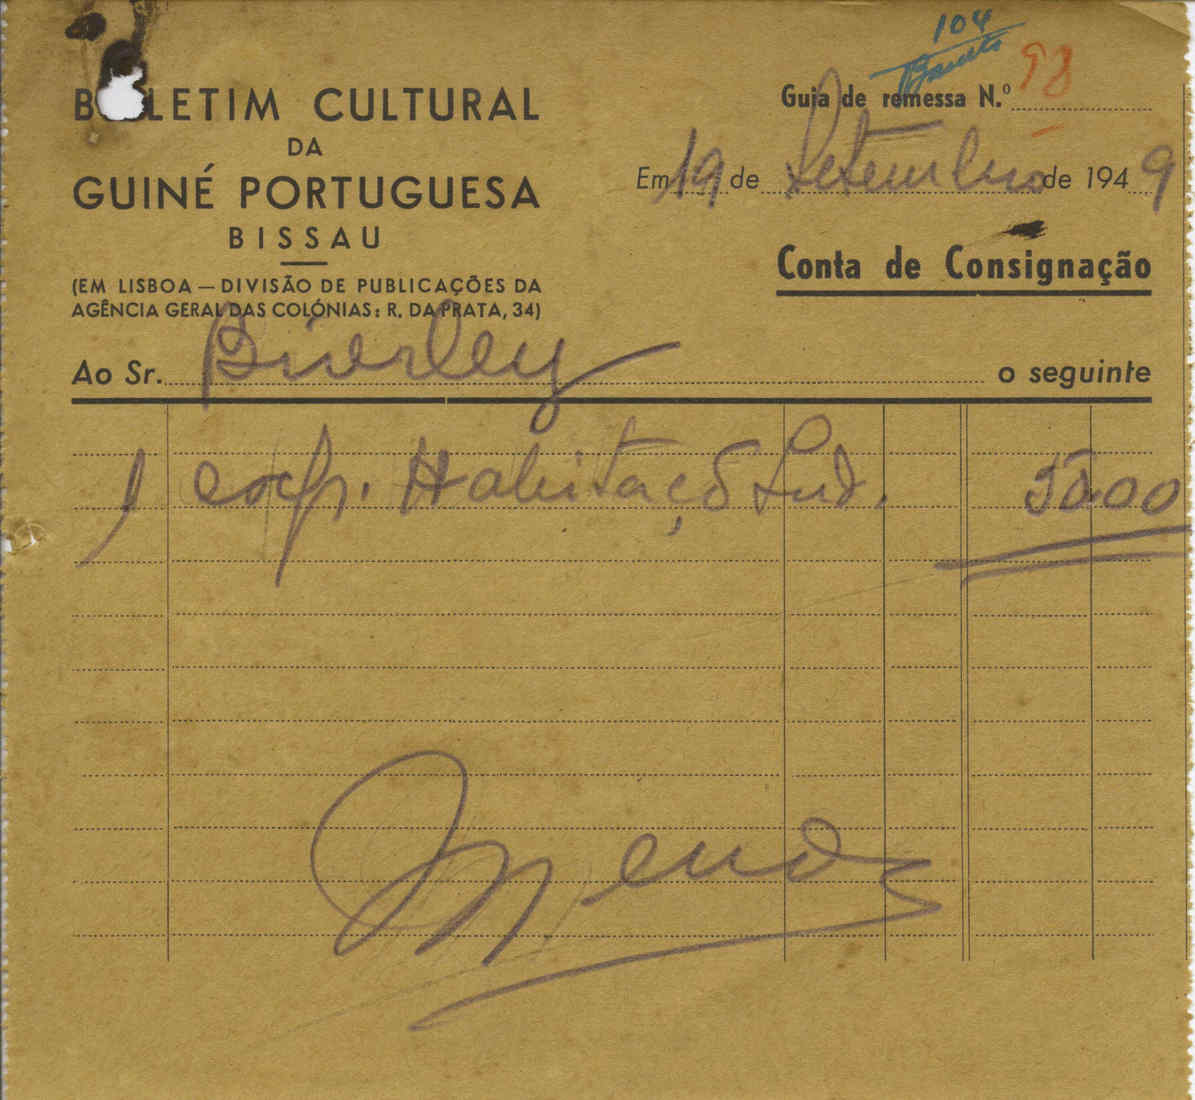 BOLETIM CULTURAL
DA
GUINÉ PORTUGUESA
BISSAU
(EM LISBOA — DIVISÃO DE PUBLICAÇÕES DA
AGÊNCIA GERAL DAS COLÓNIAS: R. DA PRATA, 34)
104
Guia de remessa N.º 98
Em 19 de Setembro de 1949
Conta de Consignação
Ao Sr. Bierley o seguinte
1 exp. Habitaçõ Ind. 50.00